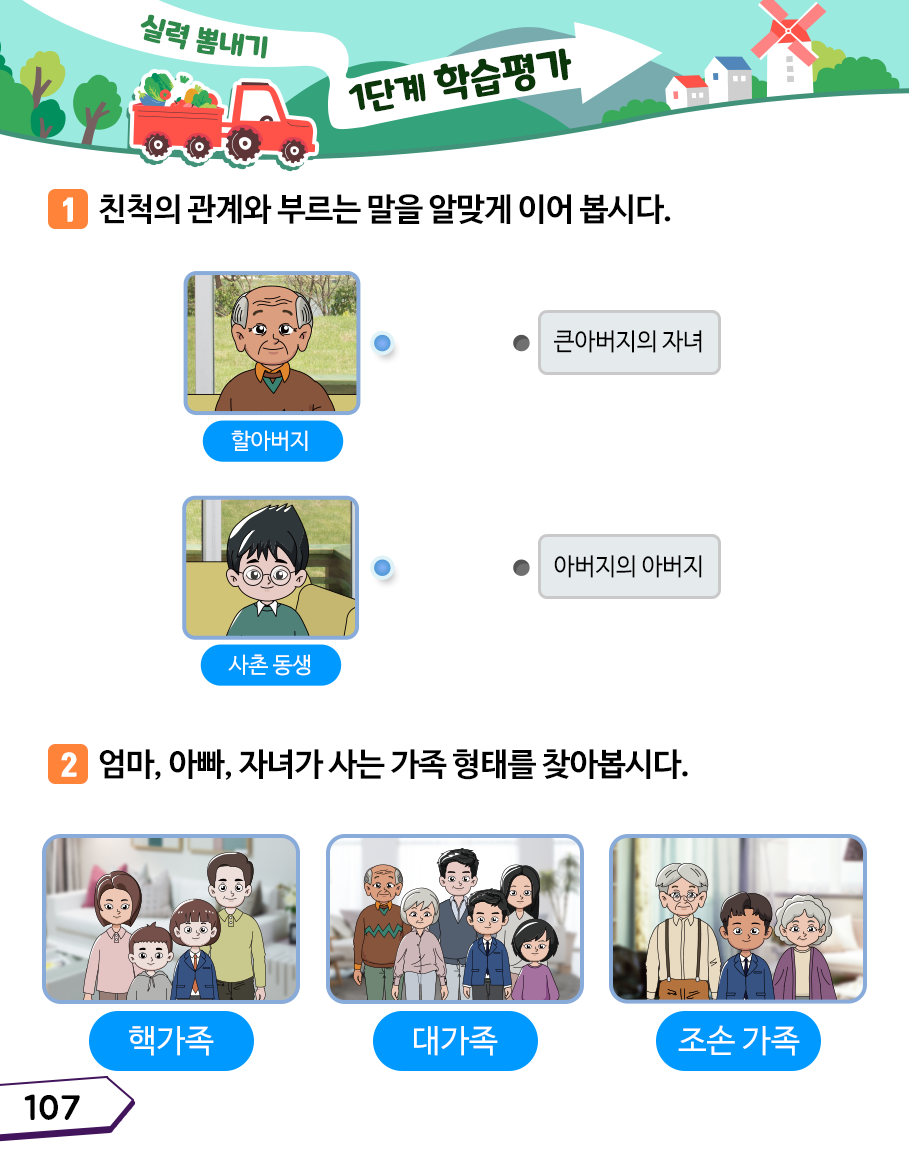 실력 뽐내기
1단계 학습평가
1 친척의 관계와 부르는 말을 알맞게 이어 봅시다.
큰아버지의 자녀
할아버지
아버지의 아버지
사촌 동생
2 엄마, 아빠, 자녀가 사는 가족 형태를 찾아봅시다.
핵가족
대가족
조손 가족
107